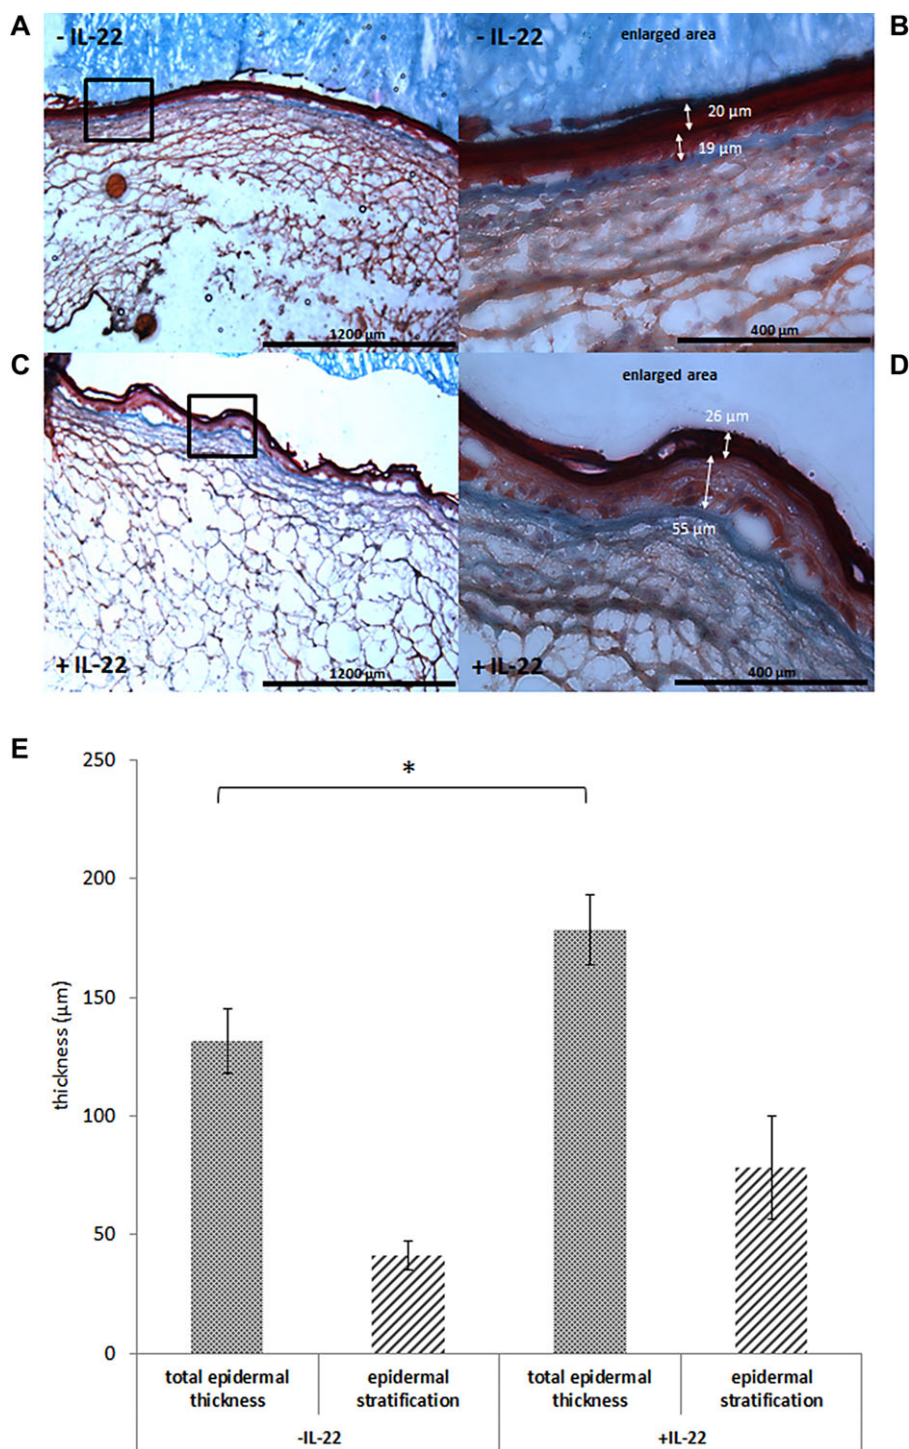 A
- IL-22
1200 µm
- IL-22
enlarged area
B
20 µm
19 µm
400 µm
C
+ IL-22
1200 µm
enlarged area
D
26 µm
55 µm
+ IL-22
400 µm
E
*
thickness (µm)
250
200
150
100
50
0
total epidermal
thickness
epidermal
stratification
total epidermal
thickness
epidermal
stratification
-IL-22
+IL-22